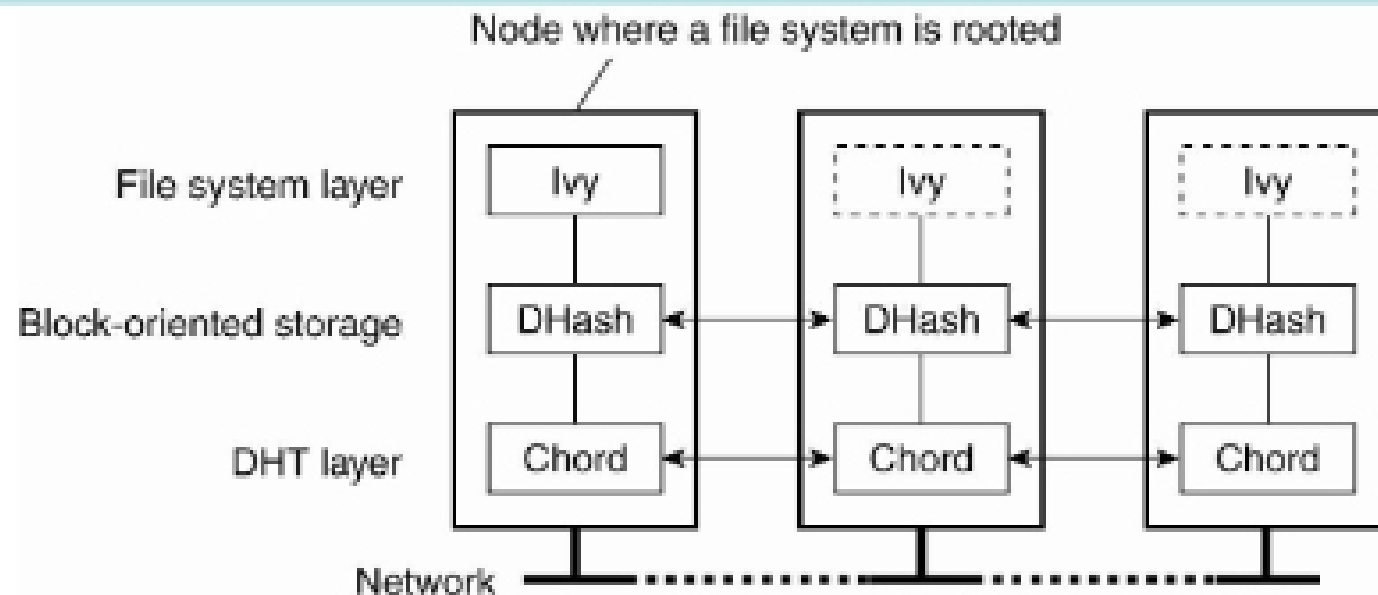 Node where a file system is rooted
File system layer
Ivy
Ivy
Ivy
Block-oriented storage
DHash
DHash
DHash
DHT layer
Chord
Chord
Chord
Network